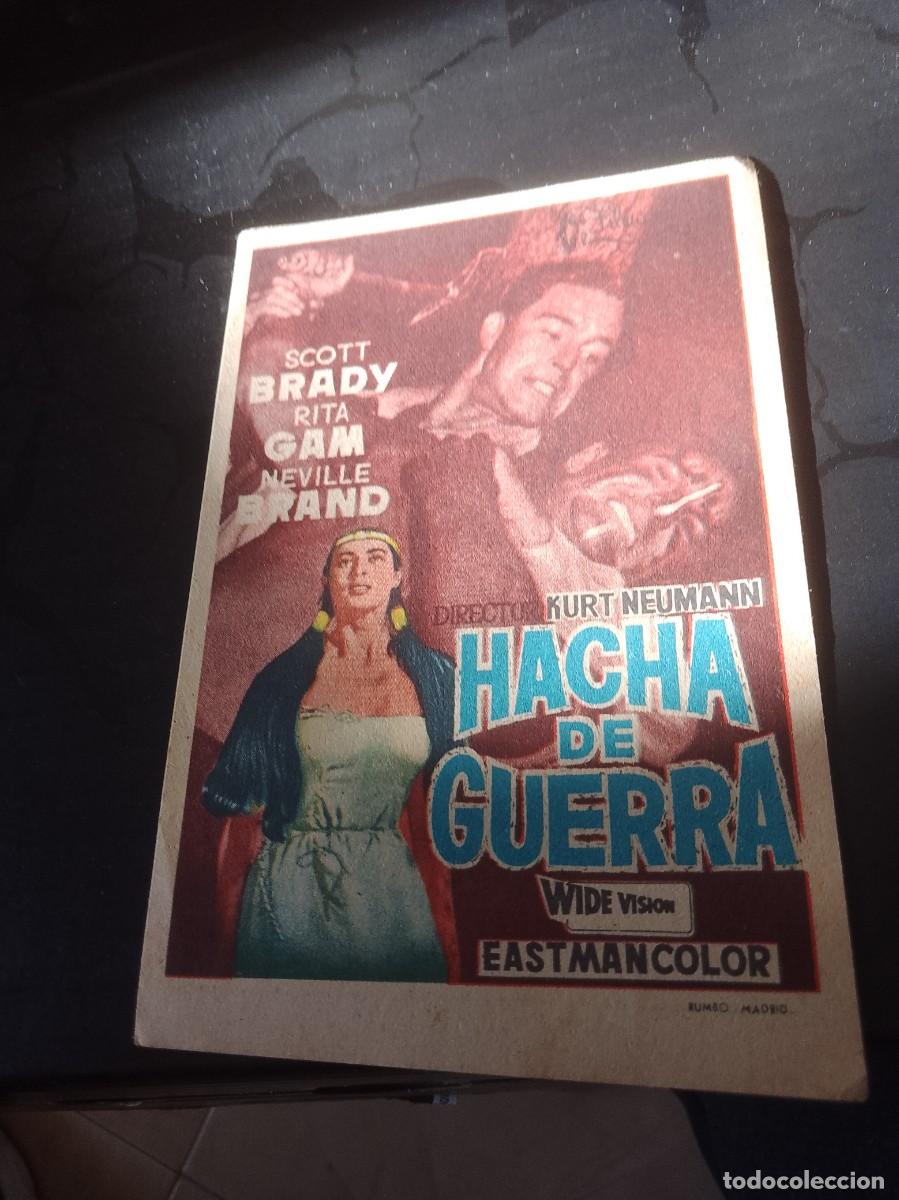 SCOTT
BRADY
RITA
GAM
NEVILLE
BRAND
DIRECTOR KURT NEUMANN
HACHA
DE
GUERRA
WIDE VISION
EASTMANCOLOR
RUMBO - MADRID
todocoleccion